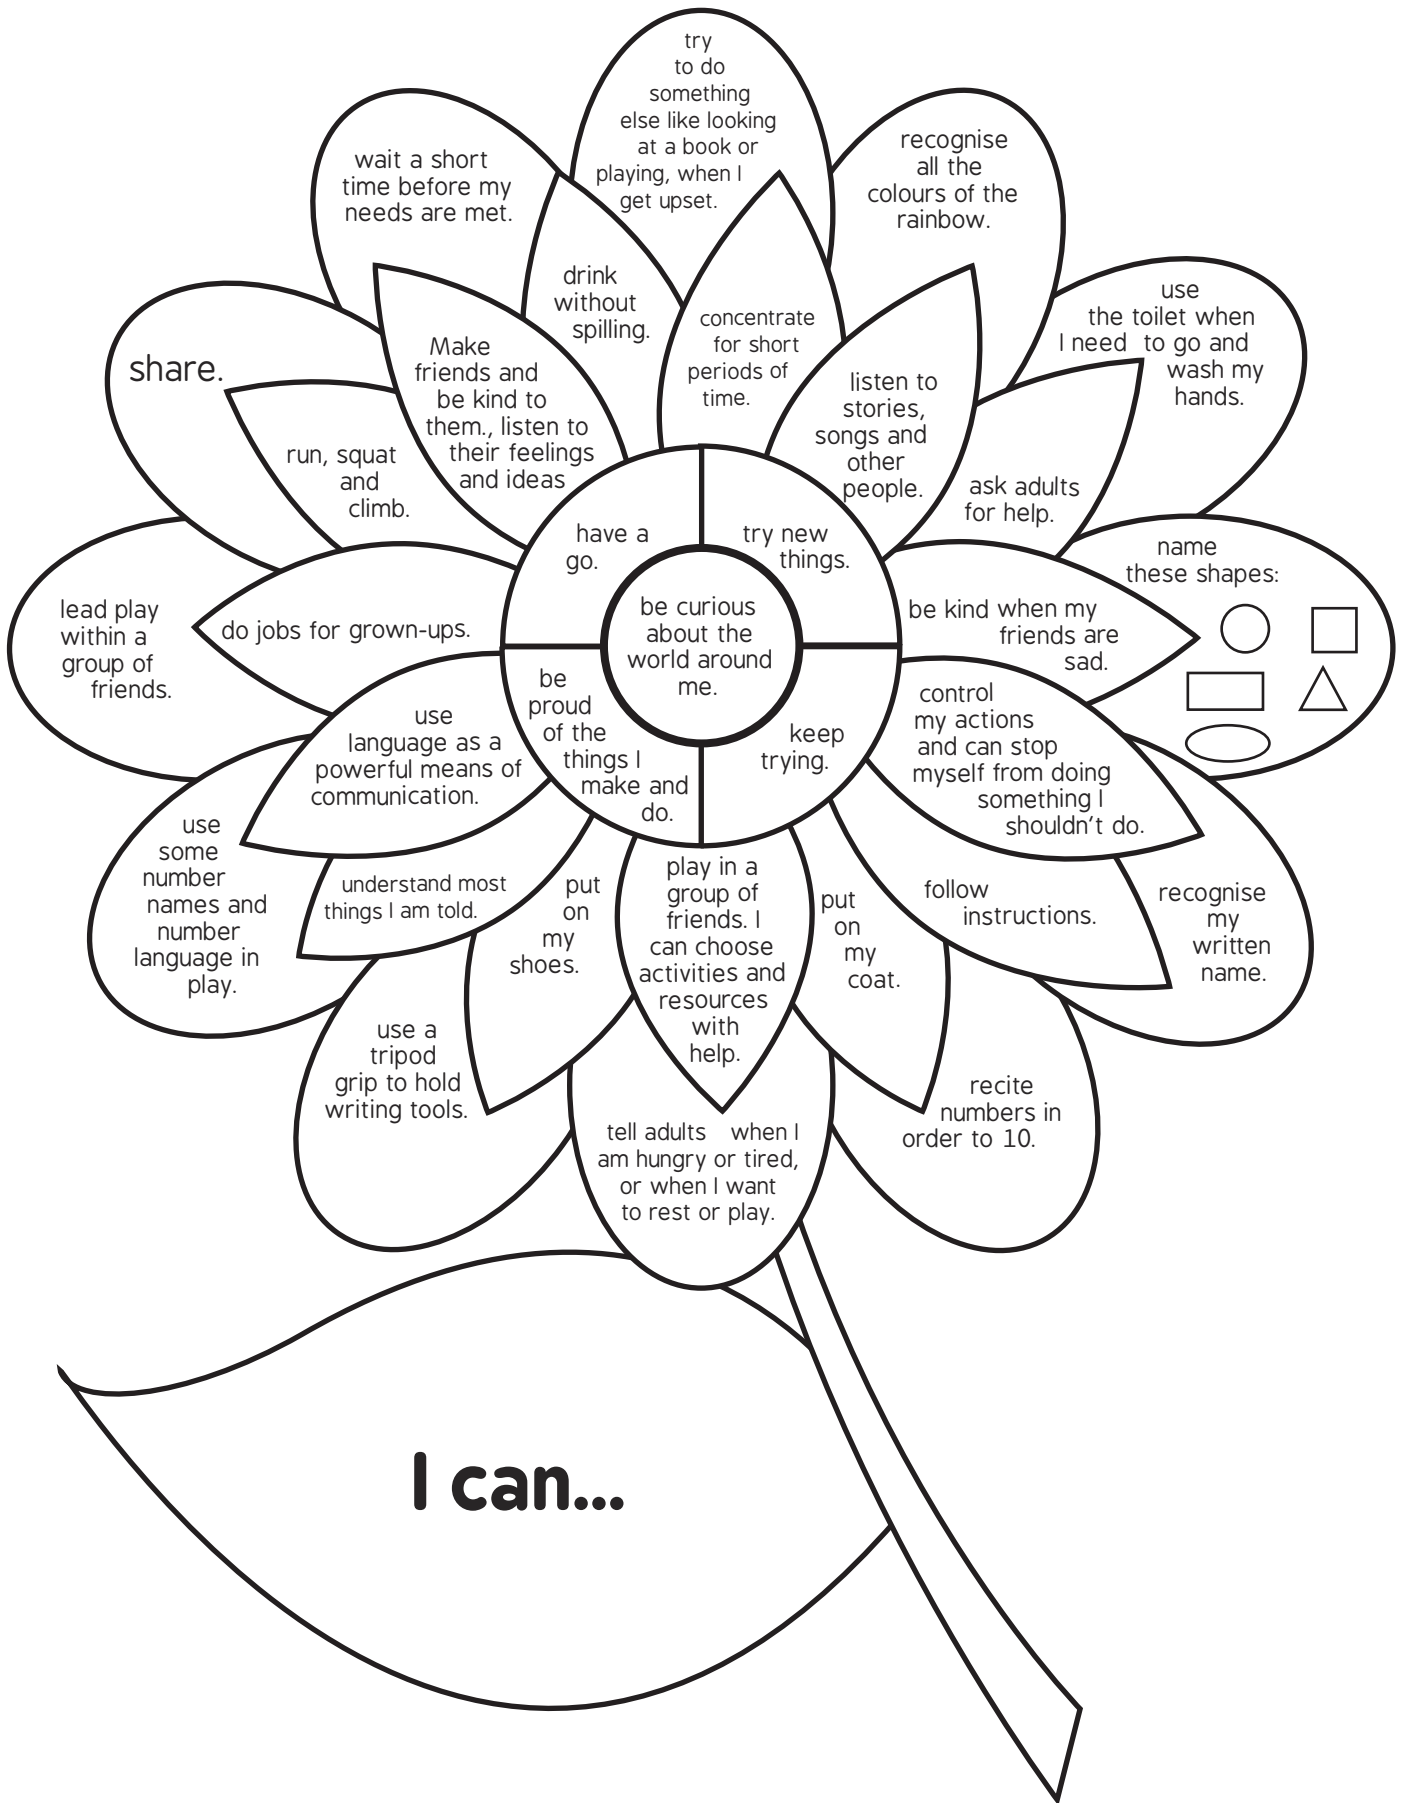 try
to do
something
else like looking
at a book or
playing, when I
get upset.
recognise
all the
colours of the
rainbow.
wait a short
time before my
needs are met.
use
the toilet when
I need to go and
wash my
hands.
drink
without
spilling.
concentrate
for short
periods of
time.
share.
Make
friends and
be kind to
them., listen to
their feelings
and ideas
listen to
stories,
songs and
other
people.
run, squat
and
climb.
ask adults
for help.
have a
go.
try new
things.
name
these shapes:
lead play
within a
group of
friends.
do jobs for grown-ups.
be curious
about the
world around
me.
be kind when my
friends are
sad.
be
proud
of the
things I
make and
do.
keep
trying.
control
my actions
and can stop
myself from doing
something I
shouldn't do.
use
language as a
powerful means of
communication.
use
some
number
names and
number
language in
play.
understand most
things I am told.
put
on
my
shoes.
play in a
group of
friends. I
can choose
activities and
resources
with
help.
put
on
my
coat.
follow
instructions.
recognise
my
written
name.
use a
tripod
grip to hold
writing tools.
tell adults when I
am hungry or tired,
or when I want
to rest or play.
recite
numbers in
order to 10.
I can...